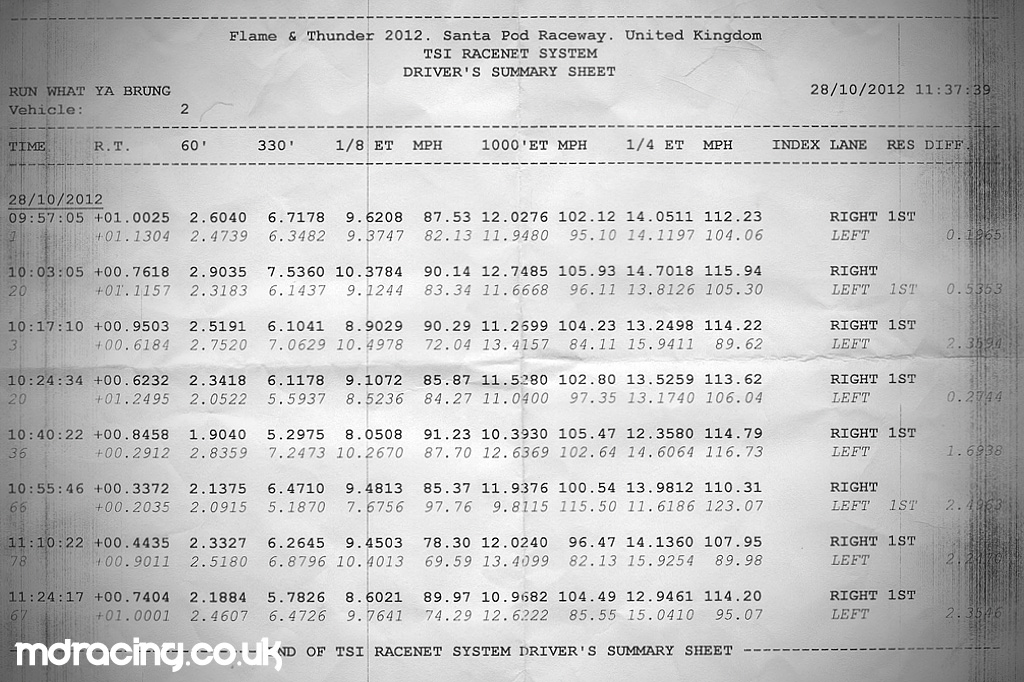 Flame & Thunder 2012. Santa Pod Raceway. United Kingdom
TSI RACENET SYSTEM
DRIVER'S SUMMARY SHEET
RUN WHAT YA BRUNG 28/10/2012 11:37:39
Vehicle: 2
TIME R.T. 60' 330' 1/8 ET MPH 1000'ET MPH 1/4 ET MPH INDEX LANE RES DIFF.
28/10/2012
09:57:05 +01.0025 2.6040 6.7178 9.6208 87.53 12.0276 102.12 14.0511 112.23 RIGHT 1ST
1 +01.1304 2.4739 6.3482 9.3747 82.13 11.9480 95.10 14.1197 104.06 LEFT 0.1965
10:03:05 +00.7618 2.9035 7.5360 10.3784 90.14 12.7485 105.93 14.7018 115.94 RIGHT
20 +01.1157 2.3183 6.1437 9.1244 83.34 11.6668 96.11 13.8126 105.30 LEFT 1ST 0.5353
10:17:10 +00.9503 2.5191 6.1041 8.9029 90.29 11.2699 104.23 13.2498 114.22 RIGHT 1ST
3 +00.6184 2.7520 7.0629 10.4978 72.04 13.4157 84.11 15.9411 89.62 LEFT 2.3594
10:24:34 +00.6232 2.3418 6.1178 9.1072 85.87 11.5280 102.80 13.5259 113.62 RIGHT 1ST
20 +01.2495 2.0522 5.5937 8.5236 84.27 11.0400 97.35 13.1740 106.04 LEFT 0.2744
10:40:22 +00.8458 1.9040 5.2975 8.0508 91.23 10.3930 105.47 12.3580 114.79 RIGHT 1ST
36 +00.2912 2.8359 7.2473 10.2670 87.70 12.6369 102.64 14.6064 116.73 LEFT 1.6938
10:55:46 +00.3372 2.1375 6.4710 9.4813 85.37 11.9376 100.54 13.9812 110.31 RIGHT
66 +00.2035 2.0915 5.1870 7.6756 97.76 9.8115 115.50 11.6186 123.07 LEFT 1ST 2.4963
11:10:22 +00.4435 2.3327 6.2645 9.4503 78.30 12.0240 96.47 14.1360 107.95 RIGHT 1ST
78 +00.9011 2.5180 6.8796 10.4013 69.59 13.4099 82.13 15.9254 89.98 LEFT
11:24:17 +00.7404 2.1884 5.7826 8.6021 89.97 10.9682 104.49 12.9461 114.20 RIGHT 1ST
67 +01.0001 2.4607 6.4726 9.7641 74.29 12.6222 85.55 15.0410 95.07 LEFT 2.3546
mdracing.co.uk
END OF TSI RACENET SYSTEM DRIVER'S SUMMARY SHEET